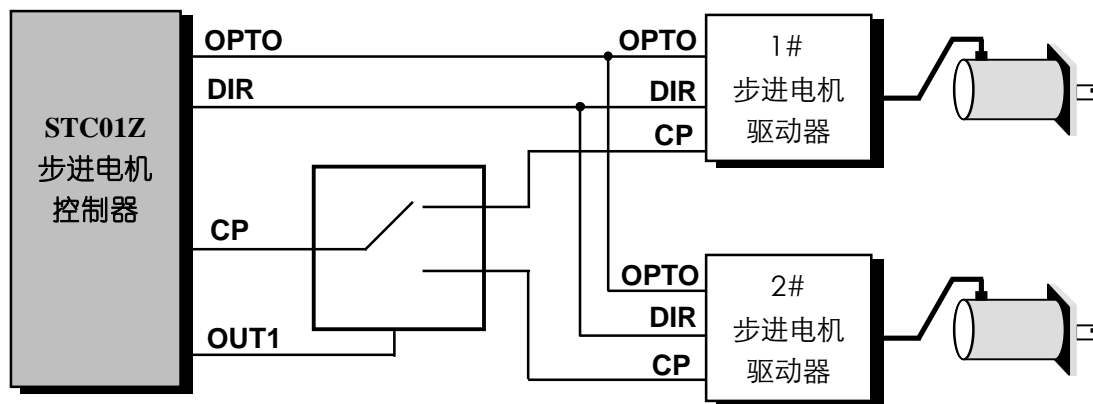 STC01Z
步进电机
控制器
OPTO
DIR
CP
OUT1
OPTO
DIR
CP
1#
步进电机
驱动器
OPTO
DIR
CP
2#
步进电机
驱动器